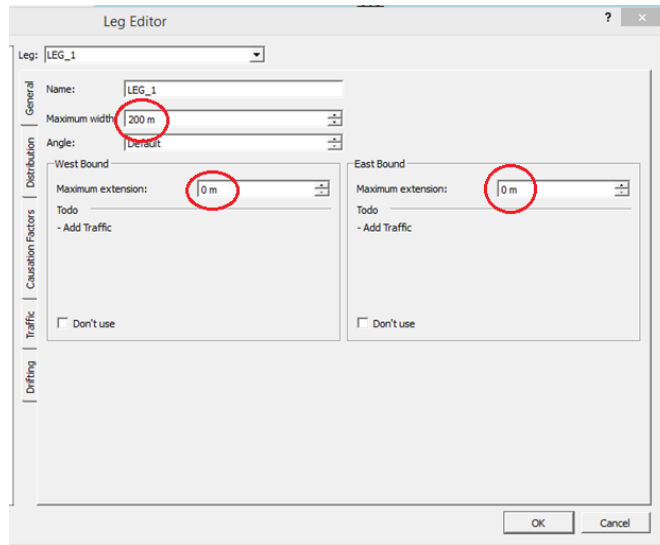 Leg Editor
?
Leg: LEG_1
General
Distribution
Causation Factors
Traffic
Drifting
Name: LEG_1
Maximum width 200 m
Angle: Default
West Bound
Maximum extension: 0 m
Todo
- Add Traffic
Don't use
East Bound
Maximum extension: 0 m
Todo
- Add Traffic
Don't use
OK
Cancel